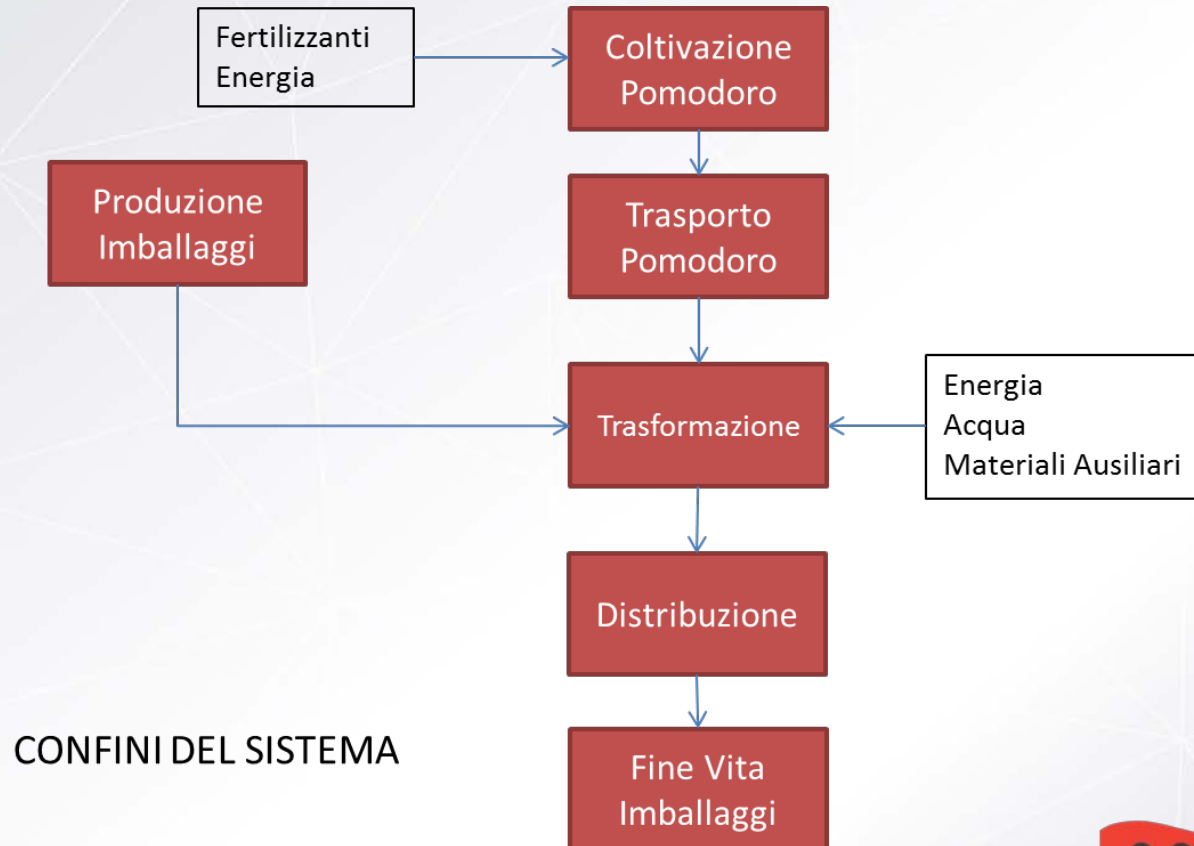 Fertilizzanti
Energia
Coltivazione
Pomodoro
Produzione
Imballaggi
Trasporto
Pomodoro
Trasformazione
Energia
Acqua
Materiali Ausiliari
Distribuzione
CONFINI DEL SISTEMA
Fine Vita
Imballaggi